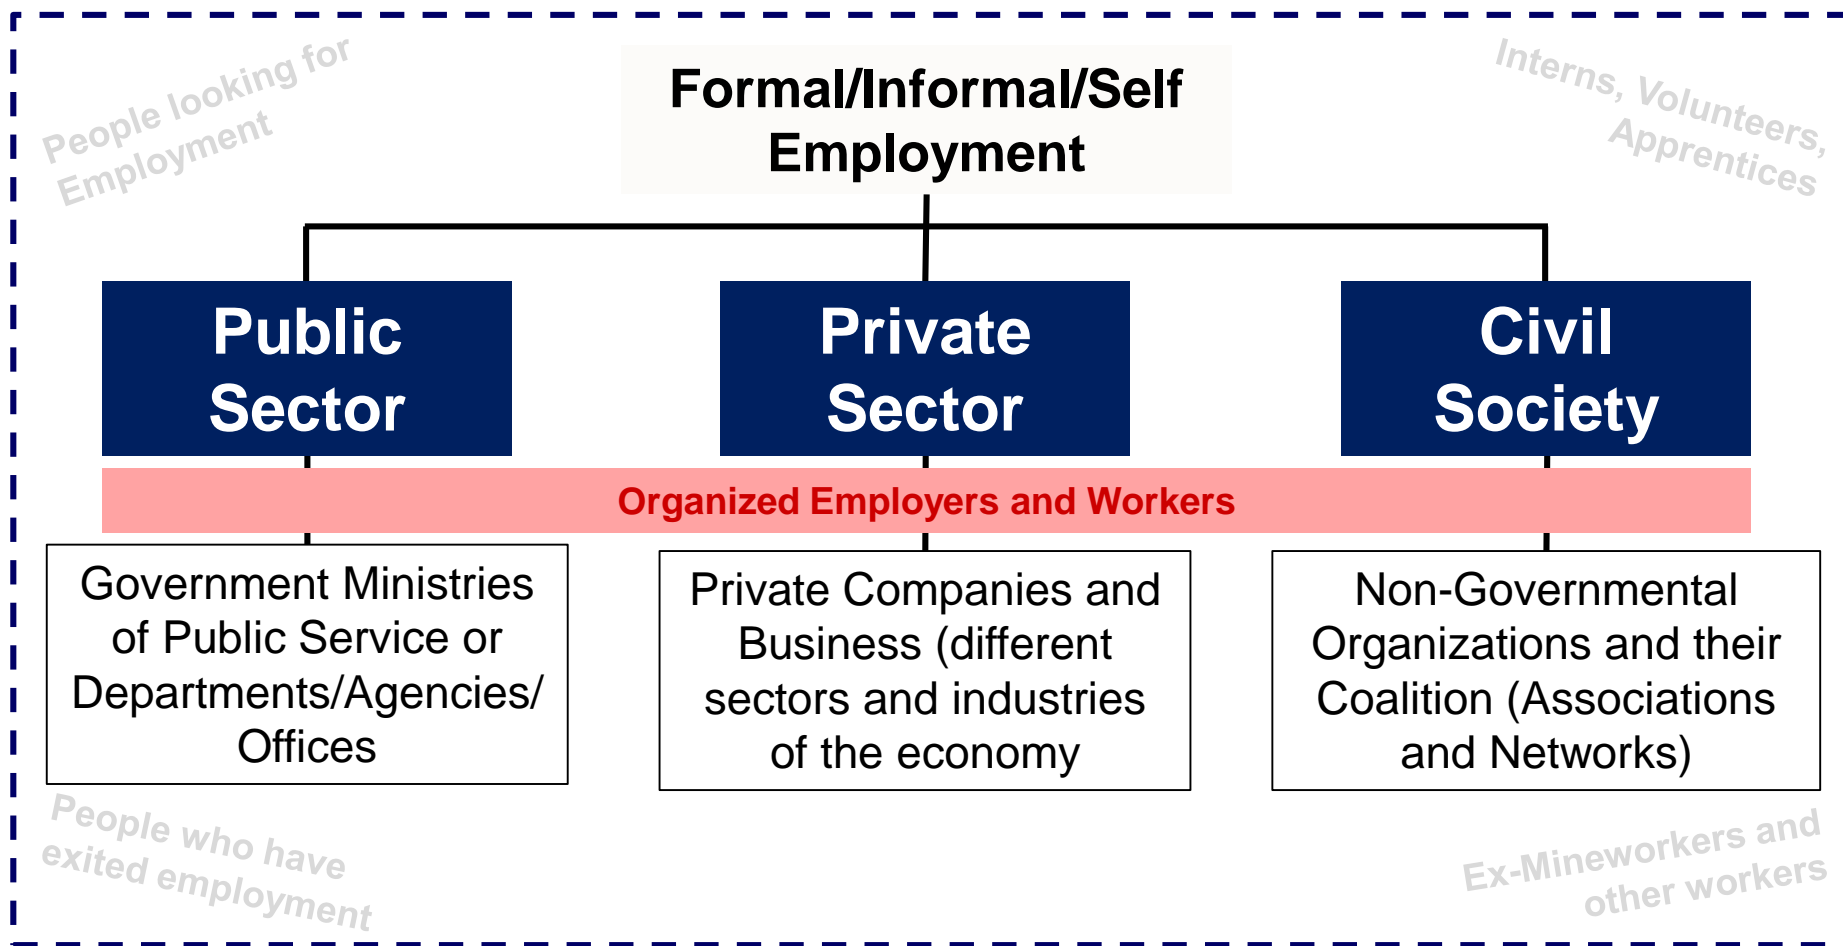 People looking for
Employment
Formal/Informal/Self
Employment
Interns, Volunteers,
Apprentices
Public
Sector
Private
Sector
Civil
Society
Organized Employers and Workers
Government Ministries
of Public Service or
Departments/Agencies/
Offices
Private Companies and
Business (different
sectors and industries
of the economy
Non-Governmental
Organizations and their
Coalition (Associations
and Networks)
People who have
exited employment
Ex-Mineworkers and
other workers